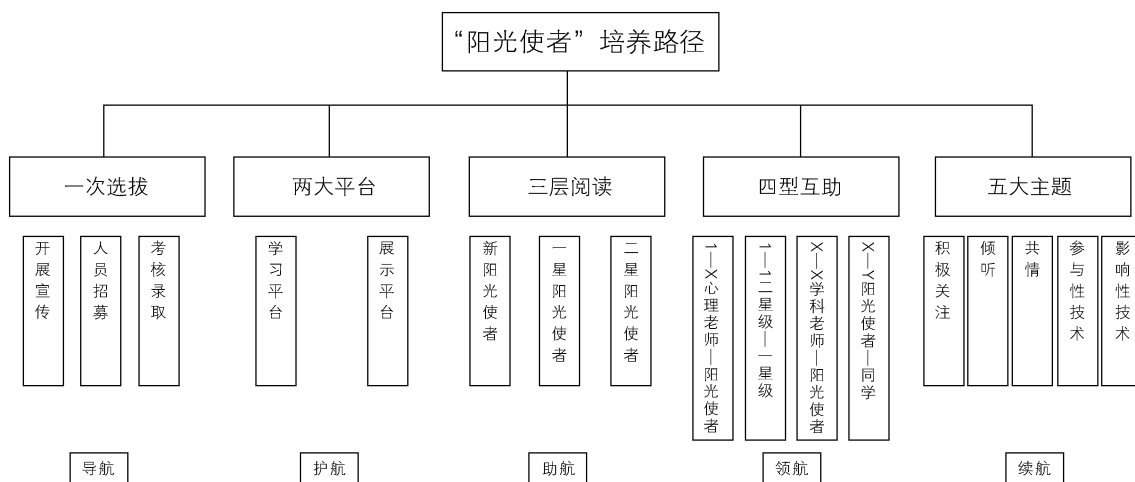 “阳光使者”培养路径
一次选拔
两大平台
三层阅读
四型互助
五大主题
开展宣传
人员招募
考核录取
学习平台
展示平台
新阳光使者
一星阳光使者
二星阳光使者
1—X心理老师—阳光使者
1—1二星级—一星级
X—X学科老师—阳光使者
X—Y阳光使者—同学
积极关注
倾听
共情
参与性技术
影响性技术
导航
护航
助航
领航
续航